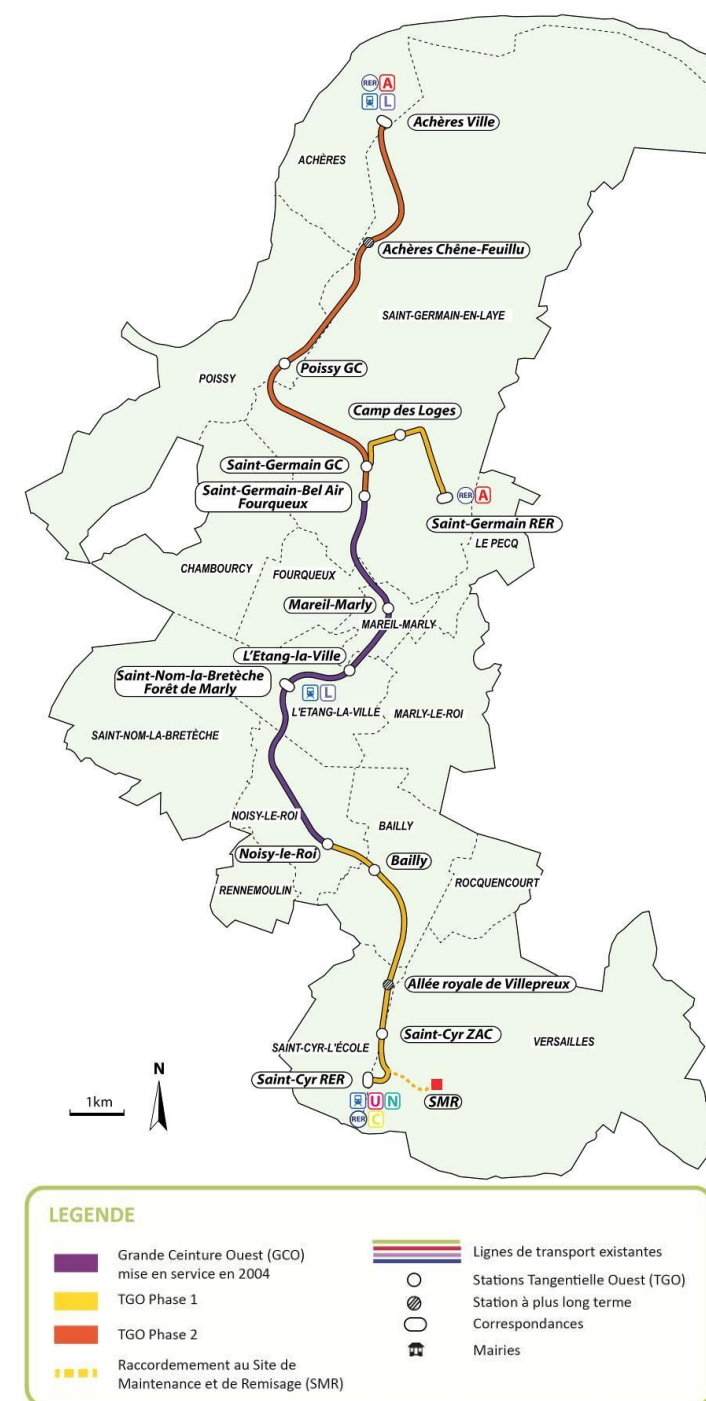 RER A
L
Achères Ville
ACHÈRES
Achères Chêne-Feuillu
SAINT-GERMAIN-EN-LAYE
Poissy GC
POISSY
Camp des Loges
Saint-Germain GC
Saint-Germain-Bel Air
Fourqueux
RER A
Saint-Germain RER
LE PECQ
CHAMBOURCY
FOURQUEUX
Mareil-Marly
MAREIL-MARLY
L'Etang-la-Ville
Saint-Nom-la-Bretèche
Forêt de Marly
L
L'ETANG-LA-VILLE
MARLY-LE-ROI
SAINT-NOM-LA-BRETÈCHE
NOISY-LE-ROI
BAILLY
Noisy-le-Roi
Bailly
RENNEMOULIN
ROCQUENCOURT
Allée royale de Villepreux
Saint-Cyr ZAC
VERSAILLES
SAINT-CYR-L'ÉCOLE
Saint-Cyr RER
SMR
U N
RER C
N
1km
LEGENDE
Grande Ceinture Ouest (GCO)
mise en service en 2004
TGO Phase 1
TGO Phase 2
Raccordemement au Site de
Maintenance et de Remisage (SMR)
Lignes de transport existantes
Stations Tangentielle Ouest (TGO)
Station à plus long terme
Correspondances
Mairies